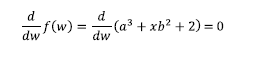 d/dw f(w) = d/dw (a³ + xb² + 2) = 0